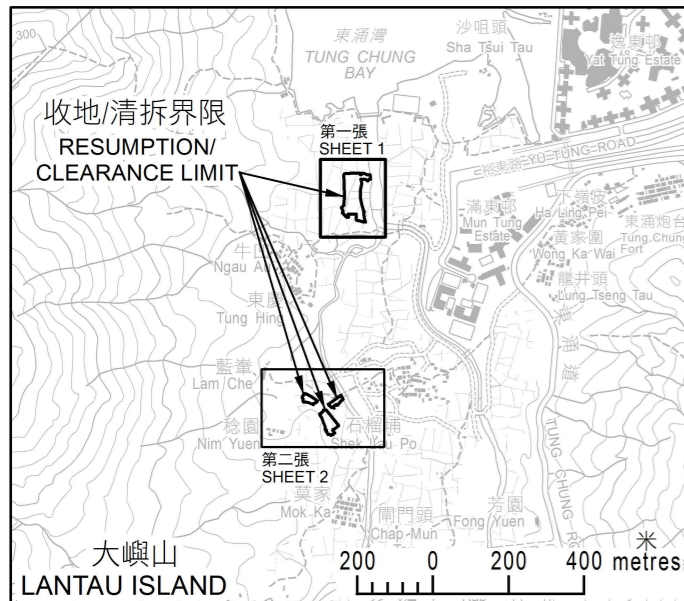 300
東涌灣
TUNG CHUNG
BAY
沙咀頭
Sha Tsui Tau
逸東邨
Yat Tung Estate
收地/清拆界限
RESUMPTION/
CLEARANCE LIMIT
第一張
SHEET 1
裕東路 YU TUNG ROAD
滿東邨
Mun Tung
Estate
下嶺皮
Ha Ling Pei
黃家圍
Wong Ka Wai
東涌炮台
Tung Chung
Fort
龍井頭
Lung Tseng Tau
牛凹
Ngau Au
東慶
Tung Hing
東涌道
TUNG CHUNG RO
藍輋
Lam Che
稔園
Nim Yuen
石榴埔
Shek Lau Po
第二張
SHEET 2
莫家
Mok Ka
閘門頭
Chap Mun
芳園
Fong Yuen
大嶼山
LANTAU ISLAND
200 0 200 400 米 metres